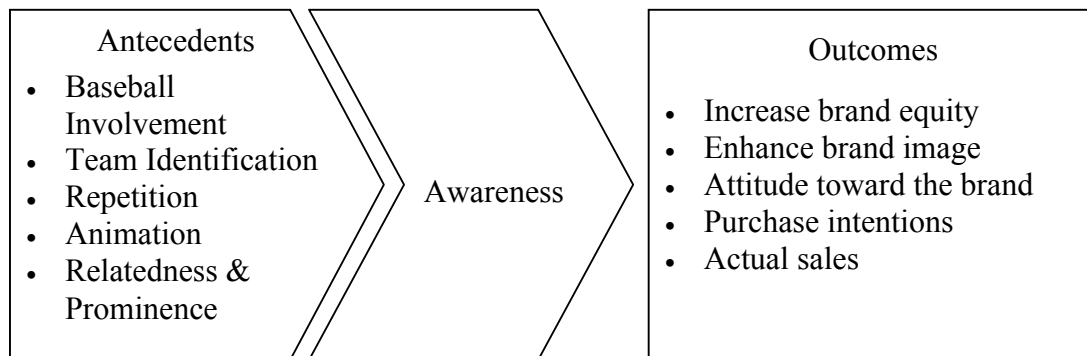 Antecedents
• Baseball
Involvement
• Team Identification
• Repetition
• Animation
• Relatedness &
Prominence
Awareness
Outcomes
• Increase brand equity
• Enhance brand image
• Attitude toward the brand
• Purchase intentions
• Actual sales